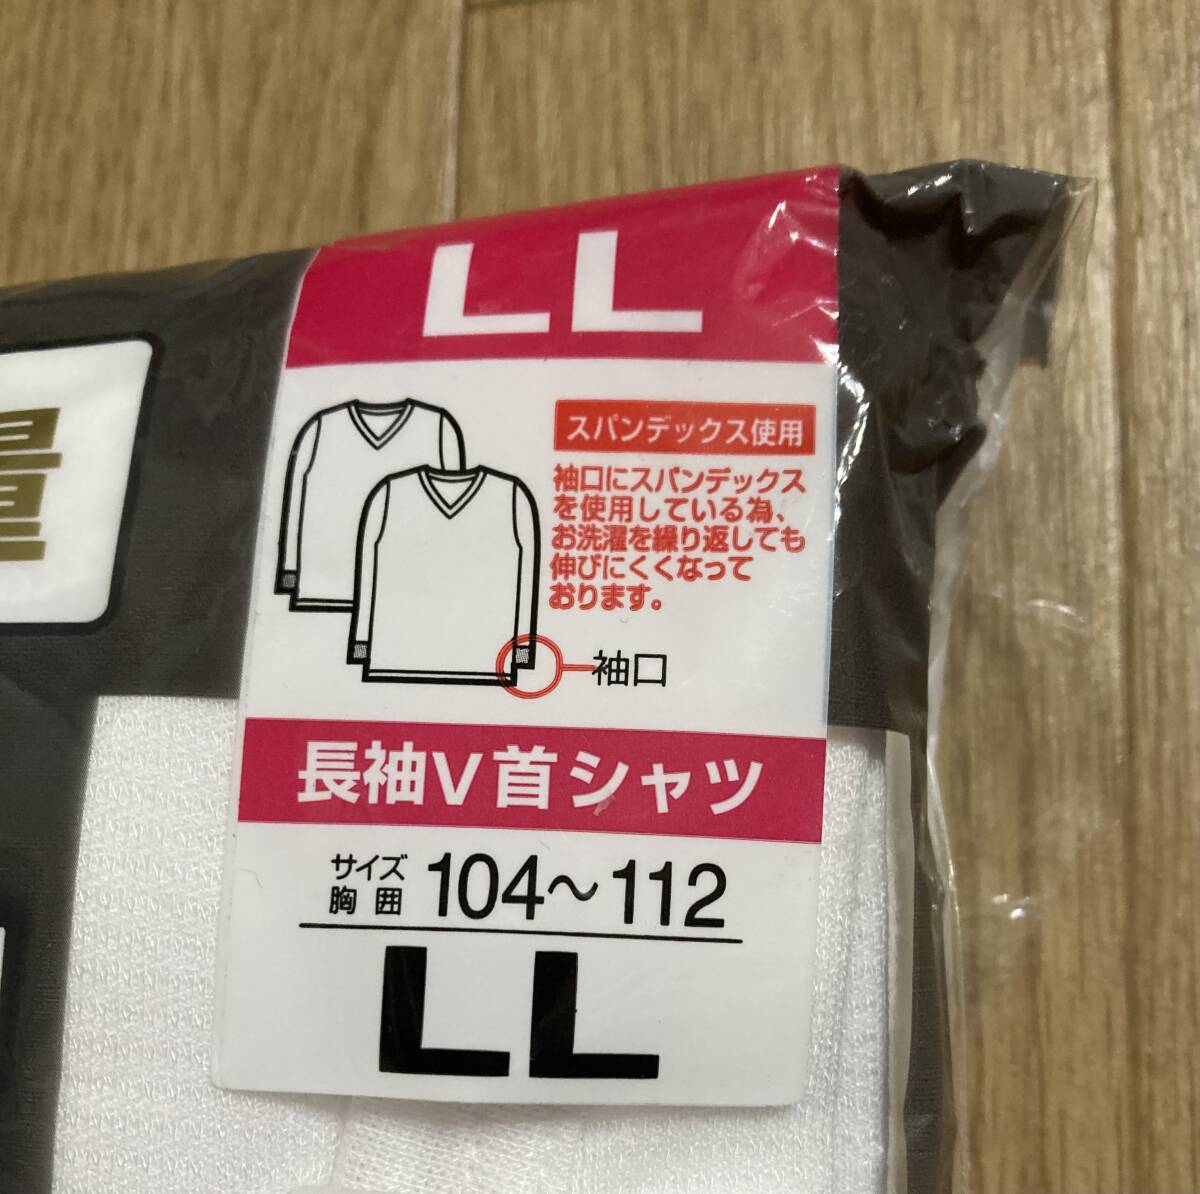 LL
スパンデックス使用
袖口にスパンデックス
を使用している為、
お洗濯を繰り返しても
伸びにくくなって
おります。
袖口
長袖V首シャツ
サイズ
胸囲 104～112
LL
量